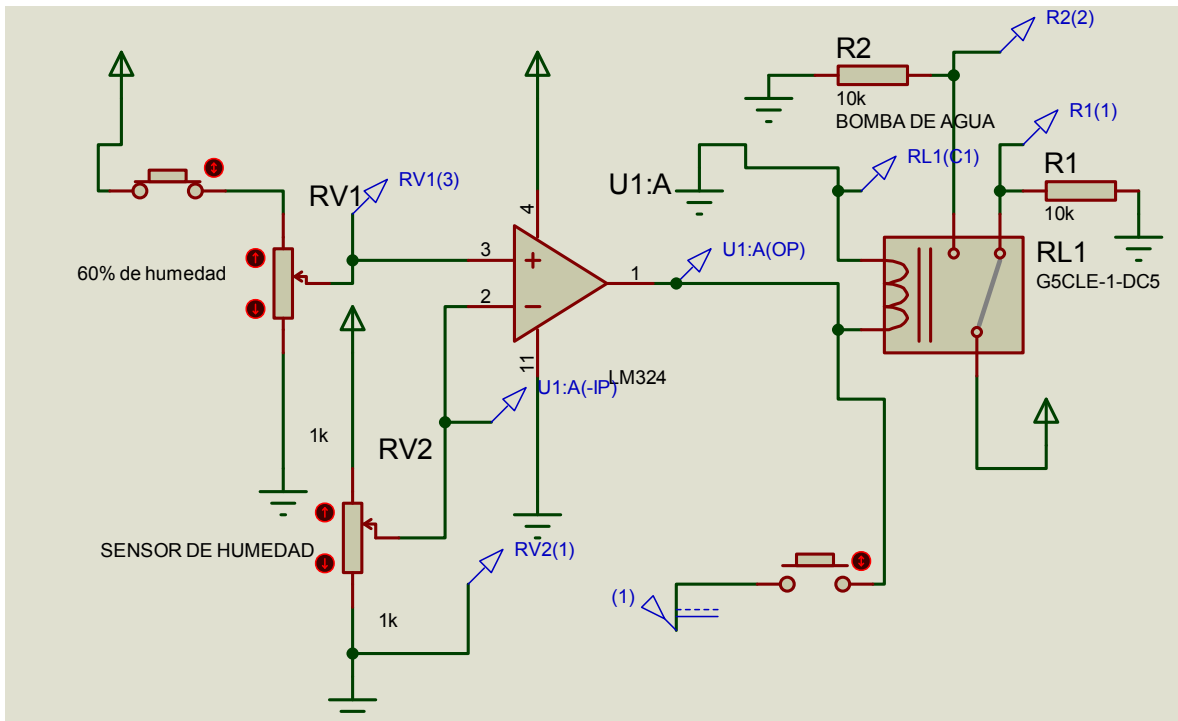 R2(2)
R2
10k
BOMBA DE AGUA
R1(1)
RL1(C1)
R1
10k
RV1(3)
RV1
U1:A
4
3
2
1
11
U1:A(OP)
RL1
G5CLE-1-DC5
60% de humedad
LM324
U1:A(-IP)
1k
RV2
SENSOR DE HUMEDAD
RV2(1)
(1)
1k